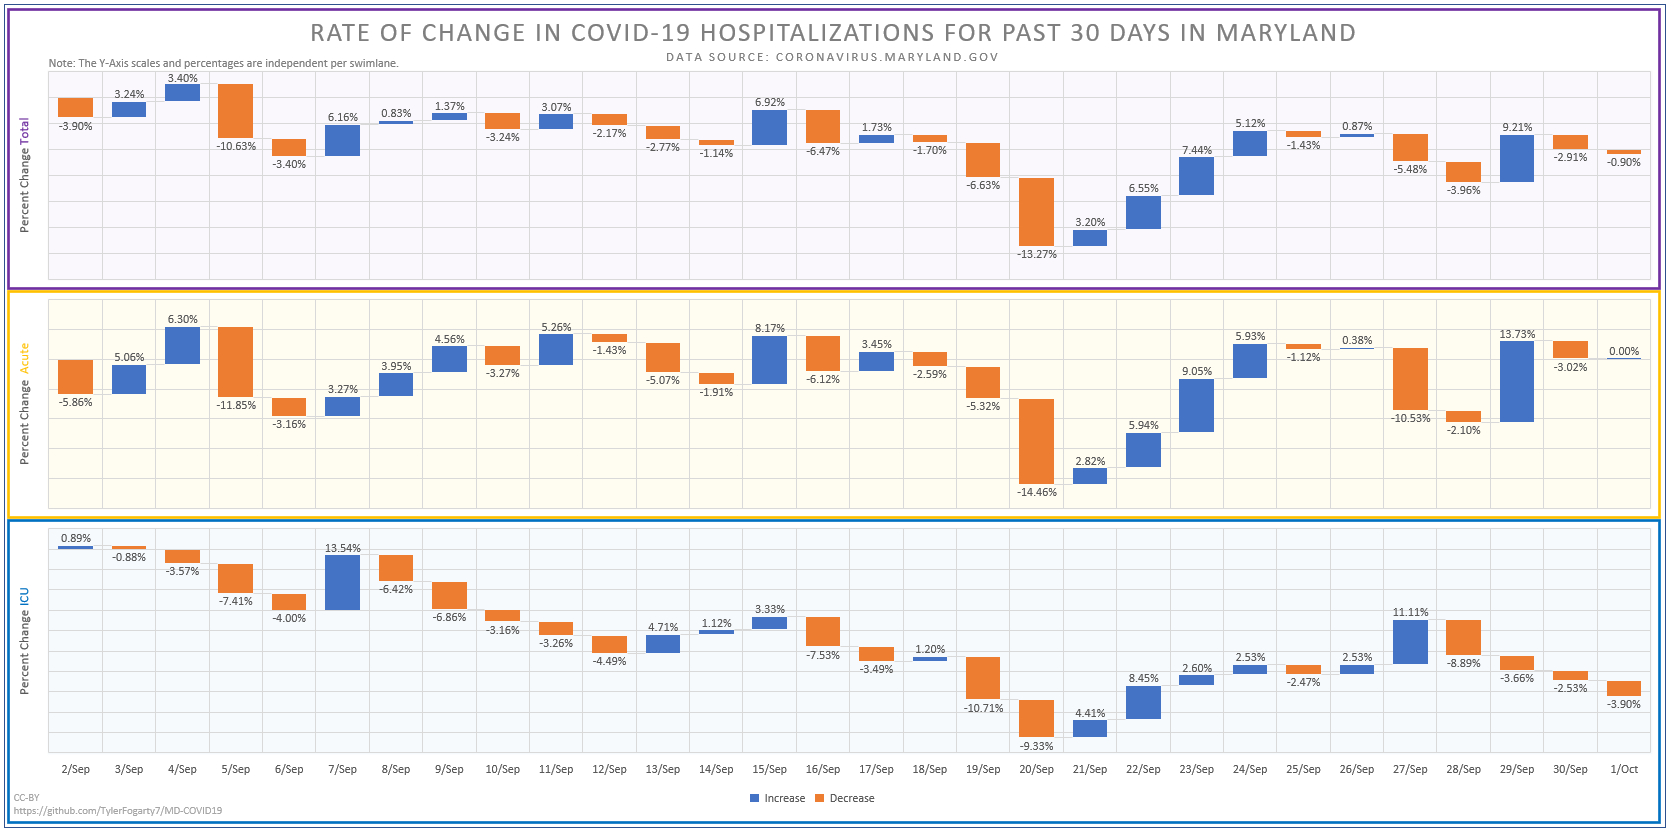 RATE OF CHANGE IN COVID-19 HOSPITALIZATIONS FOR PAST 30 DAYS IN MARYLAND
DATA SOURCE: CORONAVIRUS.MARYLAND.GOV
Note: The Y-Axis scales and percentages are independent per swimlane.
Percent Change Total
-3.90% 3.24% 3.40% -10.63% -3.40% 6.16% 0.83% 1.37% -3.24% 3.07% -2.17% -2.77% -1.14% 6.92% -6.47% 1.73% -1.70% -6.63% -13.27% 3.20% 6.55% 7.44% 5.12% -1.43% 0.87% -5.48% -3.96% 9.21% -2.91% -0.90%
Percent Change Acute
-5.86% 5.06% 6.30% -11.85% -3.16% 3.27% 3.95% 4.56% -3.27% 5.26% -1.43% -5.07% -1.91% 8.17% -6.12% 3.45% -2.59% -5.32% -14.46% 2.82% 5.94% 9.05% 5.93% -1.12% 0.38% -10.53% -2.10% 13.73% -3.02% 0.00%
Percent Change ICU
0.89% -0.88% -3.57% -7.41% -4.00% 13.54% -6.42% -6.86% -3.16% -3.26% -4.49% 4.71% 1.12% 3.33% -7.53% -3.49% 1.20% -10.71% -9.33% 4.41% 8.45% 2.60% 2.53% -2.47% 2.53% 11.11% -8.89% -3.66% -2.53% -3.90%
2/Sep 3/Sep 4/Sep 5/Sep 6/Sep 7/Sep 8/Sep 9/Sep 10/Sep 11/Sep 12/Sep 13/Sep 14/Sep 15/Sep 16/Sep 17/Sep 18/Sep 19/Sep 20/Sep 21/Sep 22/Sep 23/Sep 24/Sep 25/Sep 26/Sep 27/Sep 28/Sep 29/Sep 30/Sep 1/Oct
Increase Decrease
CC-BY
https://github.com/TylerFogarty7/MD-COVID19